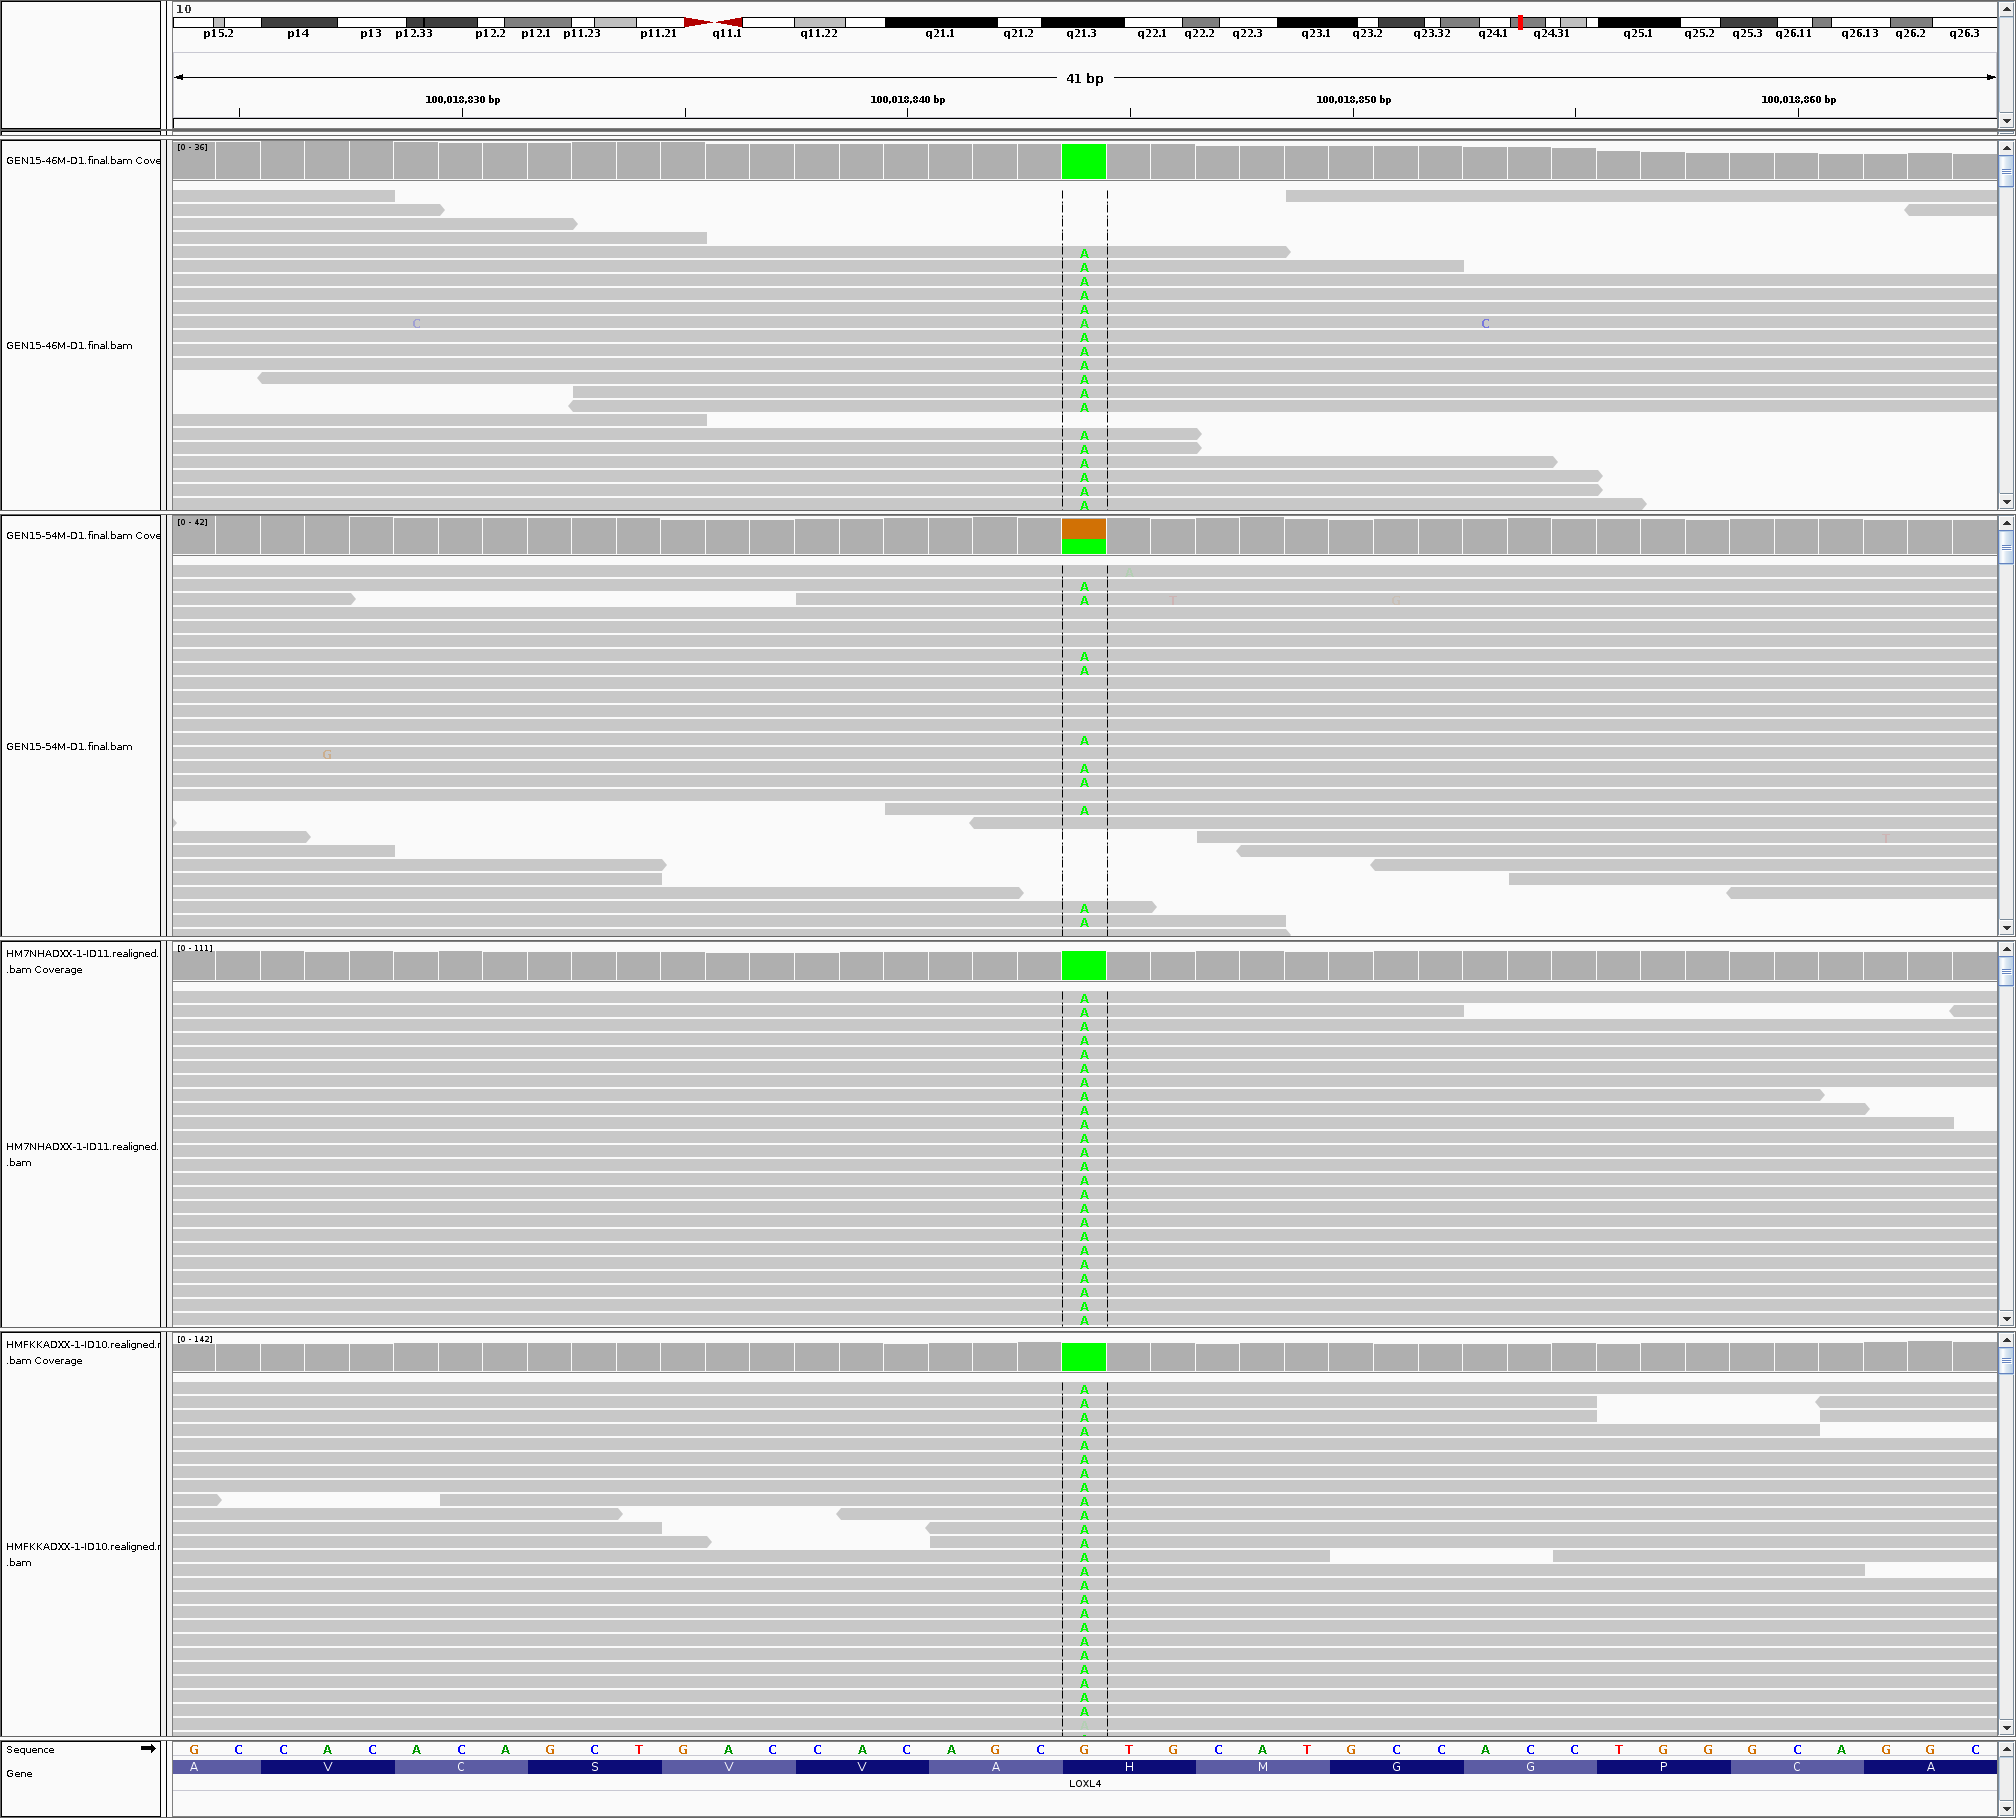 10
p15.2 p14 p13 p12.33 p12.2 p12.1 p11.23 p11.21 q11.1 q11.22 q21.1 q21.2 q21.3 q22.1 q22.2 q22.3 q23.1 q23.2 q23.32 q24.1 q24.31 q25.1 q25.2 q25.3 q26.11 q26.13 q26.2 q26.3
41 bp
100,018,830 bp 100,018,840 bp 100,018,850 bp 100,018,860 bp
[0 - 36]
GEN15-46M-D1.final.bam Cove
A
A
A
A
A
C A C
A
GEN15-46M-D1.final.bam
A
A
A
A
A
A
A
A
A
A
A
[0 - 42]
GEN15-54M-D1.final.bam Cove
A
A
A T G
A
A
A
GEN15-54M-D1.final.bam
G
A
A
A
T
A
A
[0 - 111]
HM7NHADXX-1-ID11.realigned.
.bam Coverage
A
A
A
A
A
A
A
A
A
A
A
HM7NHADXX-1-ID11.realigned.
.bam
A
A
A
A
A
A
A
A
A
A
A
A
A
[0 - 142]
HMFKKADXX-1-ID10.realigned.r
.bam Coverage
A
A
A
A
A
A
A
A
A
A
A
HMFKKADXX-1-ID10.realigned.r
.bam
A
A
A
A
A
A
A
A
A
A
A
A
A
Sequence G C C A C A C A G C T G A C C A C A G C G T G C A T G C C A C C T G G G C A G G C
Gene A V C S V V A H M G G P C A
LOXL4